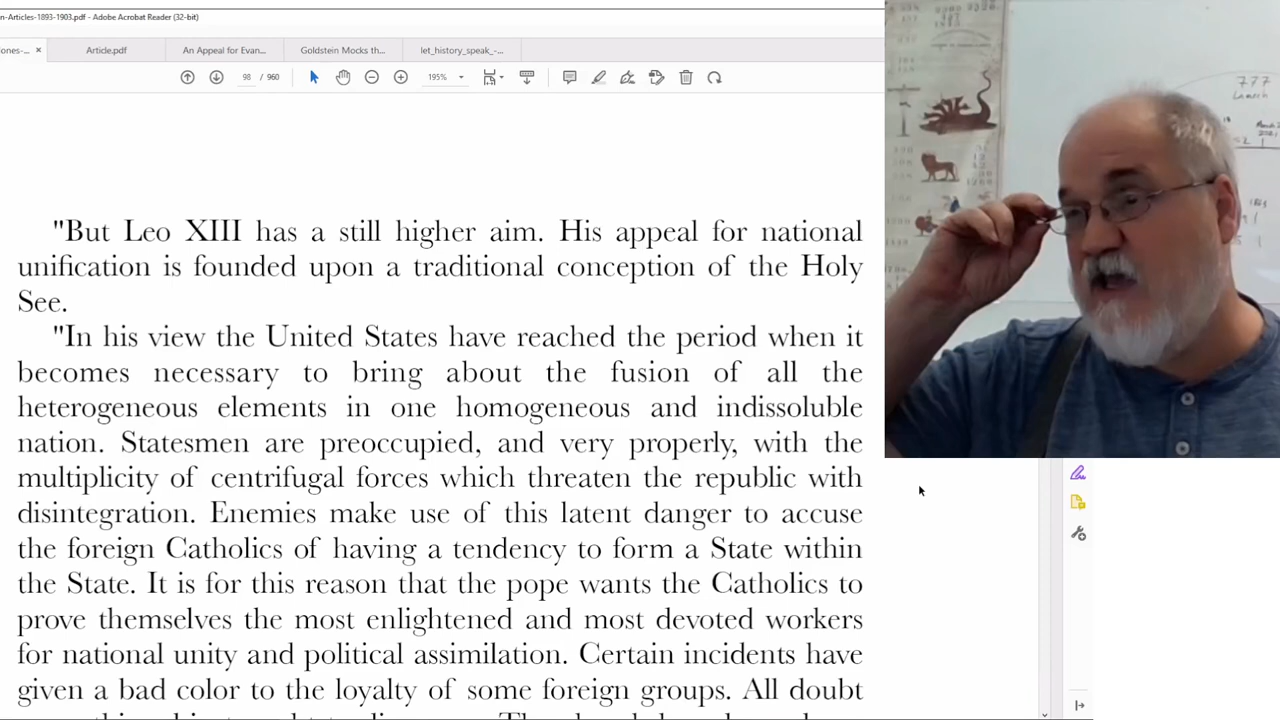 n-Articles-1893-1903.pdf - Adobe Acrobat Reader (32-bit)
ones-...
Article.pdf
An Appeal for Evan...
Goldstein Mocks th...
let_history_speak_-...
98 / 960
195%
"But Leo XIII has a still higher aim. His appeal for national
unification is founded upon a traditional conception of the Holy
See.
"In his view the United States have reached the period when it
becomes necessary to bring about the fusion of all the
heterogeneous elements in one homogeneous and indissoluble
nation. Statesmen are preoccupied, and very properly, with the
multiplicity of centrifugal forces which threaten the republic with
disintegration. Enemies make use of this latent danger to accuse
the foreign Catholics of having a tendency to form a State within
the State. It is for this reason that the pope wants the Catholics to
prove themselves the most enlightened and most devoted workers
for national unity and political assimilation. Certain incidents have
given a bad color to the loyalty of some foreign groups. All doubt
777
Launch